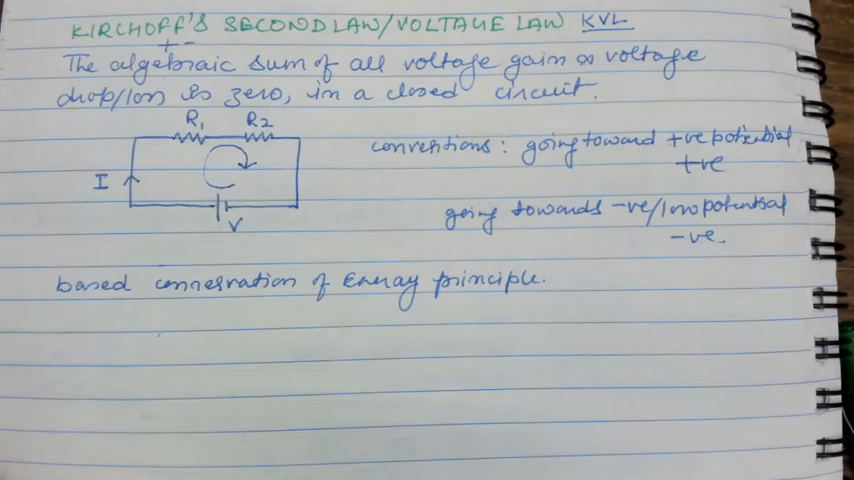 KIRCHOFF'S SECOND LAW/VOLTAGE LAW KVL
+ -
The algebraic sum of all voltage gain or voltage
drop/loss is zero, in a closed circuit.
R1 R2
conventions: going toward +ve potential
+ve
I
going towards -ve/low potential
-ve.
V
based conservation of Energy principle.